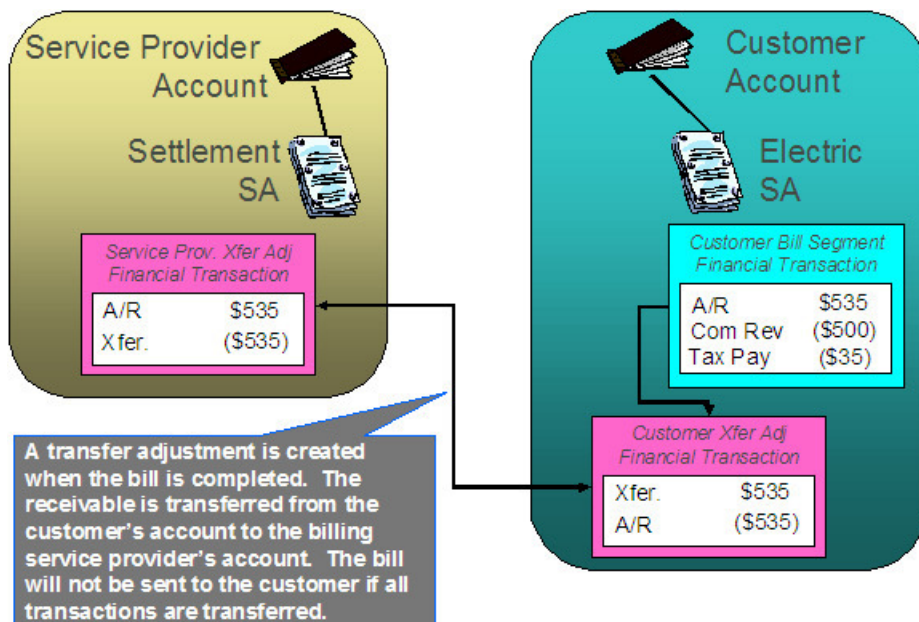 Service Provider
Account
Settlement
SA
Service Prov. Xfer Adj
Financial Transaction
A/R $535
Xfer. ($535)
Customer
Account
Electric
SA
Customer Bill Segment
Financial Transaction
A/R $535
Com Rev ($500)
Tax Pay ($35)
Customer Xfer Adj
Financial Transaction
Xfer. $535
A/R ($535)
A transfer adjustment is created
when the bill is completed. The
receivable is transferred from the
customer's account to the billing
service provider's account. The bill
will not be sent to the customer if all
transactions are transferred.